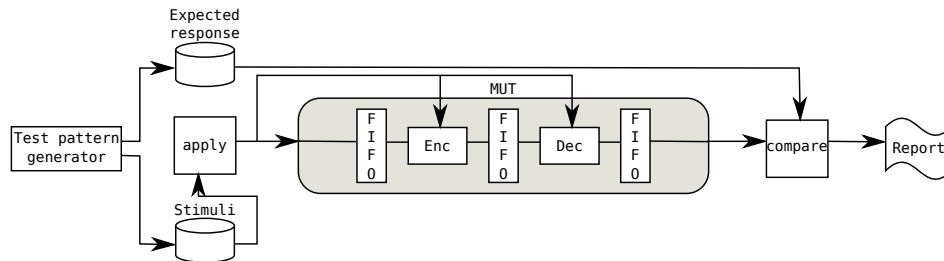 Expected
response
Test pattern
generator
apply
Stimuli
MUT
F
I
F
O
Enc
F
I
F
O
Dec
F
I
F
O
compare
Report